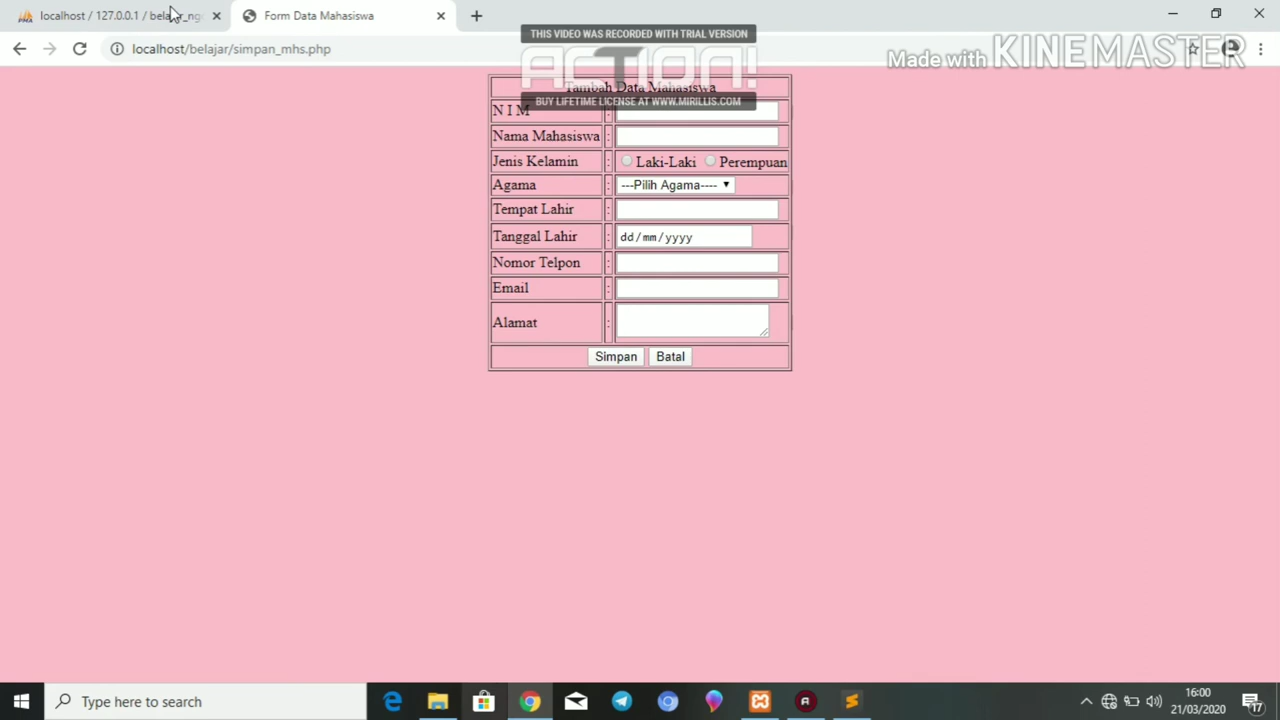 localhost / 127.0.0.1 / belajar_ng
Form Data Mahasiswa
localhost/belajar/simpan_mhs.php
THIS VIDEO WAS RECORDED WITH TRIAL VERSION
ACTION!
BUY LIFETIME LICENSE AT WWW.MIRILLIS.COM
Made with KINEMASTER
Tambah Data Mahasiswa
N I M :
Nama Mahasiswa :
Jenis Kelamin : Laki-Laki Perempuan
Agama : ---Pilih Agama----
Tempat Lahir :
Tanggal Lahir : dd/mm/yyyy
Nomor Telpon :
Email :
Alamat :
Simpan Batal
Type here to search
16:00
21/03/2020
17